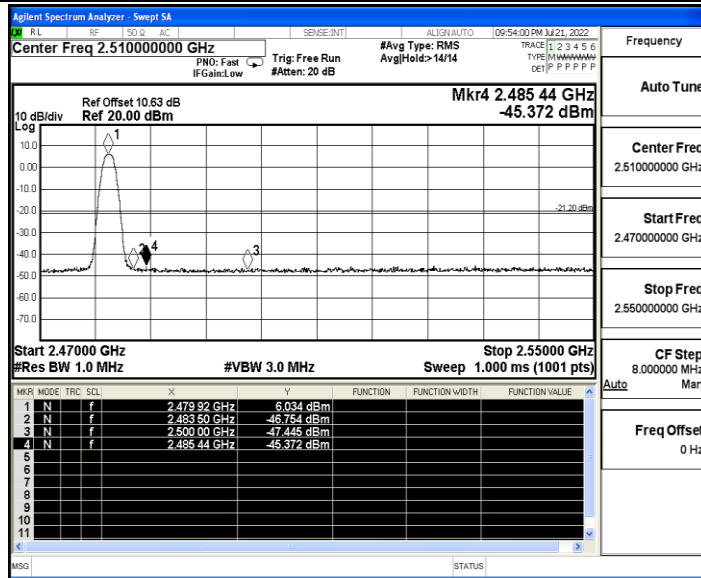 Agilent Spectrum Analyzer - Swept SA
RL RF 50 Ω AC SENSE:INT ALIGNAUTO 09:54:00 PM Jul 21, 2022
Center Freq 2.510000000 GHz
PNO: Fast
IFGain:Low
Trig: Free Run
#Atten: 20 dB
#Avg Type: RMS
Avg|Hold:>14/14
TRACE 1 2 3 4 5 6
TYPE M W W W W W
DET P P P P P P
Ref Offset 10.63 dB
Ref 20.00 dBm
10 dB/div
Log
Mkr4 2.485 44 GHz
-45.372 dBm
10.0
0.00
-10.0
-20.0
-30.0
-40.0
-50.0
-60.0
-70.0
1
2
4
3
-21.20 dBm
Start 2.47000 GHz
Stop 2.55000 GHz
#Res BW 1.0 MHz
#VBW 3.0 MHz
Sweep 1.000 ms (1001 pts)
MKR MODE TRC SCL X Y FUNCTION FUNCTION WIDTH FUNCTION VALUE
1 N f 2.479 92 GHz 6.034 dBm
2 N f 2.483 50 GHz -46.754 dBm
3 N f 2.500 00 GHz -47.445 dBm
4 N f 2.485 44 GHz -45.372 dBm
5
6
7
8
9
10
11
MSG
STATUS
Frequency
Auto Tune
Center Freq
2.510000000 GHz
Start Freq
2.470000000 GHz
Stop Freq
2.550000000 GHz
CF Step
8.000000 MHz
Auto Man
Freq Offset
0 Hz